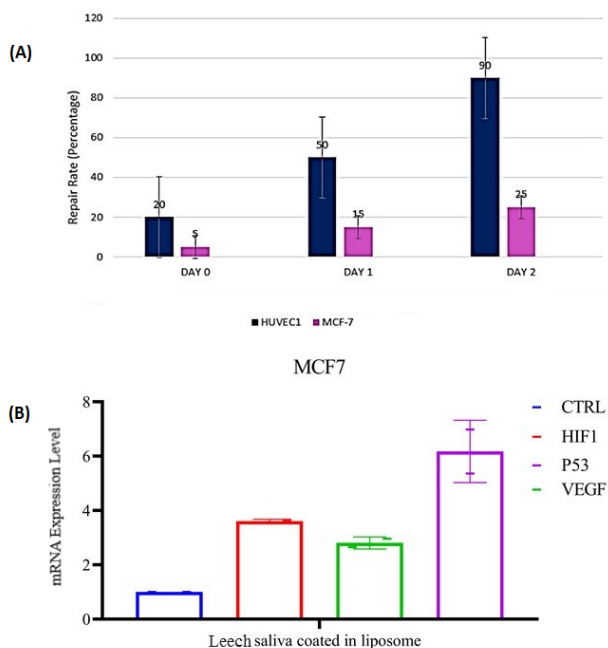 (A)
120
100
80
60
40
20
0
Repair Rate (Percentage)
20
5
50
15
90
25
DAY 0
DAY 1
DAY 2
HUVEC1 MCF-7
MCF7
(B)
8
6
4
2
0
mRNA Expression Level
CTRL
HIF1
P53
VEGF
Leech saliva coated in liposome